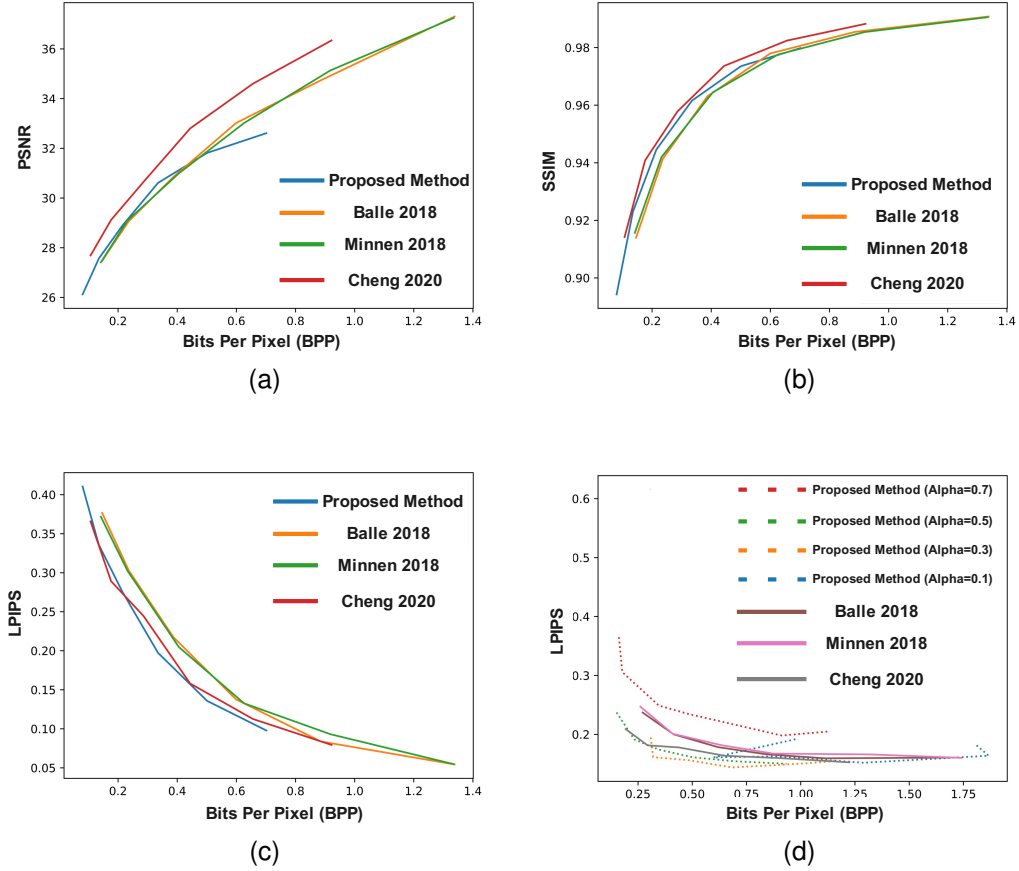 36
34
32
30
28
26
PSNR
Proposed Method
Balle 2018
Minnen 2018
Cheng 2020
0.2 0.4 0.6 0.8 1.0 1.2 1.4
Bits Per Pixel (BPP)
(a)
0.98
0.96
0.94
0.92
0.90
SSIM
Proposed Method
Balle 2018
Minnen 2018
Cheng 2020
0.2 0.4 0.6 0.8 1.0 1.2 1.4
Bits Per Pixel (BPP)
(b)
0.40
0.35
0.30
0.25
0.20
0.15
0.10
0.05
LPIPS
Proposed Method
Balle 2018
Minnen 2018
Cheng 2020
0.2 0.4 0.6 0.8 1.0 1.2 1.4
Bits Per Pixel (BPP)
(c)
0.6
0.5
0.4
0.3
0.2
LPIPS
Proposed Method (Alpha=0.7)
Proposed Method (Alpha=0.5)
Proposed Method (Alpha=0.3)
Proposed Method (Alpha=0.1)
Balle 2018
Minnen 2018
Cheng 2020
0.25 0.50 0.75 1.00 1.25 1.50 1.75
Bits Per Pixel (BPP)
(d)